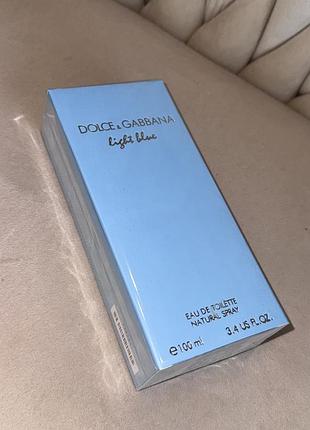 DOLCE & GABBANA
light blue
EAU DE TOILETTE
NATURAL SPRAY
e 100 ml 3.4 US FL.OZ.